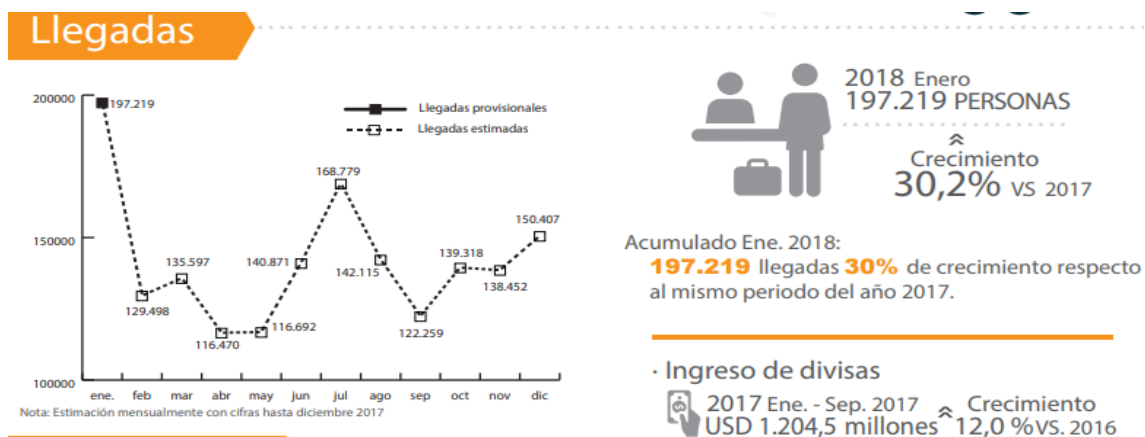 Llegadas
200000
150000
100000
197.219
129.498
135.597
116.470
116.692
140.871
168.779
142.115
122.259
139.318
138.452
150.407
Llegadas provisionales
Llegadas estimadas
ene. feb mar abr may jun jul ago sep oct nov dic
Nota: Estimación mensualmente con cifras hasta diciembre 2017
2018 Enero
197.219 PERSONAS
Crecimiento
30,2% VS 2017
Acumulado Ene. 2018:
197.219 llegadas 30% de crecimiento respecto
al mismo periodo del año 2017.
· Ingreso de divisas
2017 Ene. - Sep. 2017
USD 1.204,5 millones
Crecimiento
12,0 % VS. 2016